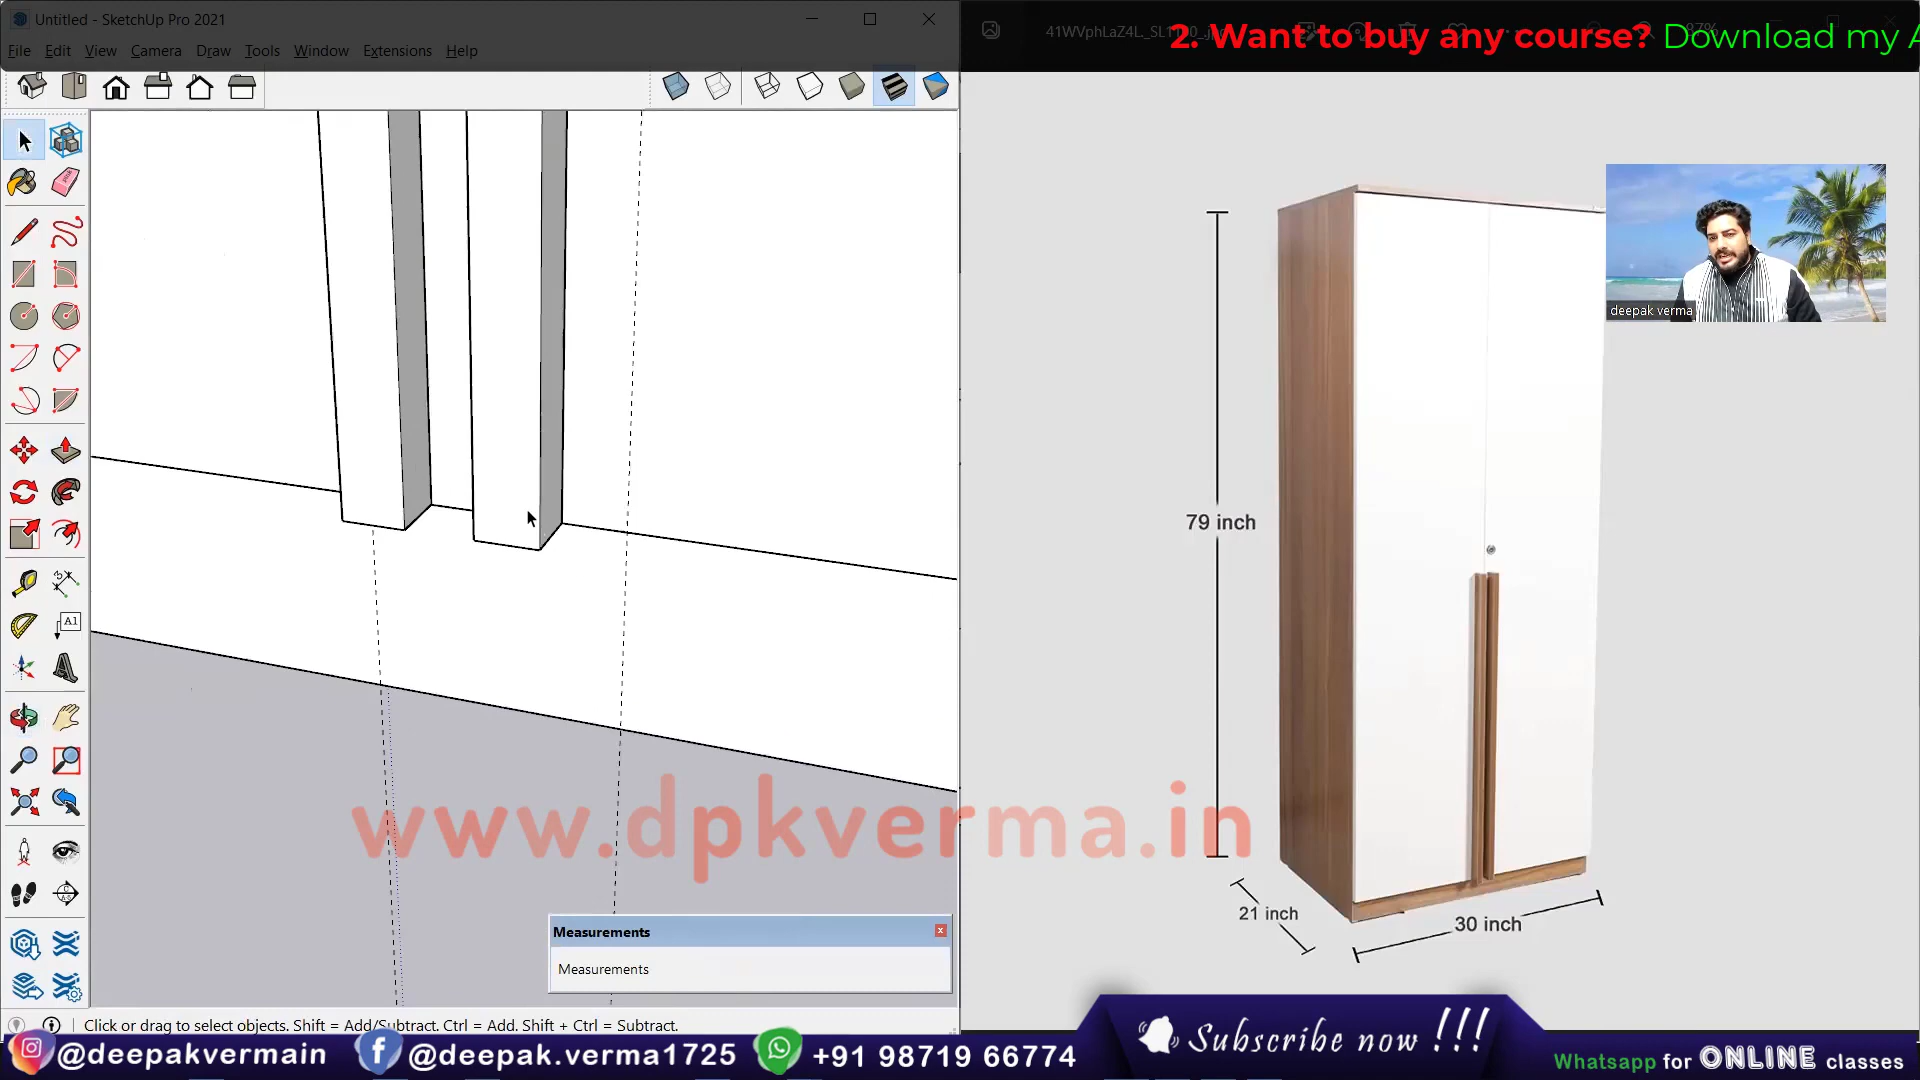 Untitled - SketchUp Pro 2021
File Edit View Camera Draw Tools Window Extensions Help
2. Want to buy any course? Download my A
deepak verma
79 inch
21 inch
30 inch
A1
www.dpkverma.in
Measurements
Measurements
Click or drag to select objects. Shift = Add/Subtract. Ctrl = Add. Shift + Ctrl = Subtract.
@deepakvermain
@deepak.verma1725
+91 98719 66774
Subscribe now !!!
Whatsapp for ONLINE classes